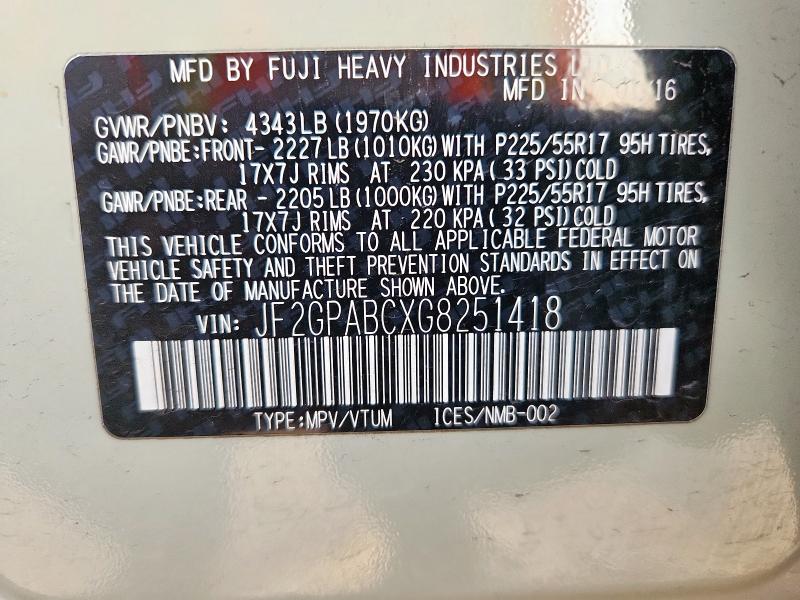 MFD BY FUJI HEAVY INDUSTRIES
MFD IN /16
GVWR/PNBV: 4343LB (1970KG)
GAWR/PNBE:FRONT- 2227LB (1010KG) WITH P225/55R17 95H TIRES,
17X7J RIMS AT 230 KPA( 33 PSI)COLD
GAWR/PNBE:REAR - 2205LB (1000KG) WITH P225/55R17 95H TIRES,
17X7J RIMS AT 220 KPA( 32 PSI)COLD
THIS VEHICLE CONFORMS TO ALL APPLICABLE FEDERAL MOTOR
VEHICLE SAFETY AND THEFT PREVENTION STANDARDS IN EFFECT ON
THE DATE OF MANUFACTURE SHOWN ABOVE.
VIN: JF2GPABCXG8251418
TYPE:MPV/VTUM ICES/NMB-002